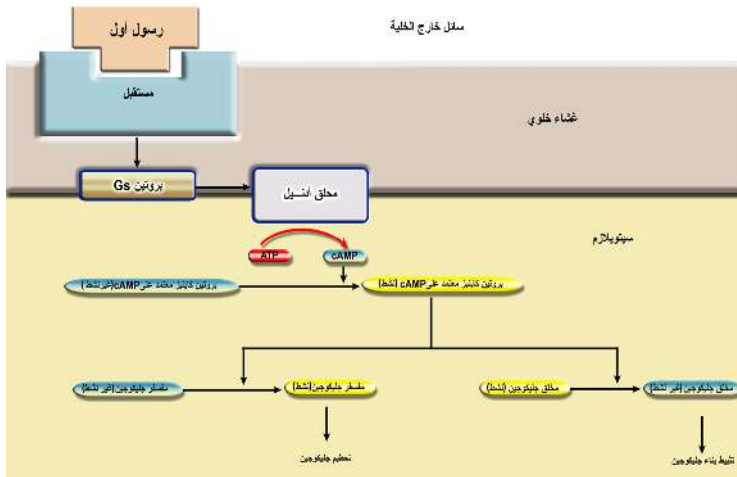 رسول أول
سائل خارج الخلية
مستقبل
غشاء خلوي
بروتين Gs
محلق أدنيل
سيتوبلازم
ATP
cAMP
بروتين كاينيز معتمد على cAMP (غير نشط)
بروتين كاينيز معتمد على cAMP (نشط)
مفسفر جليكوجين (غير نشط)
مفسفر جليكوجين (نشط)
مخلق جليكوجين (نشط)
مخلق جليكوجين (غير نشط)
تحطيم جليكوجين
تثبيط بناء جليكوجين